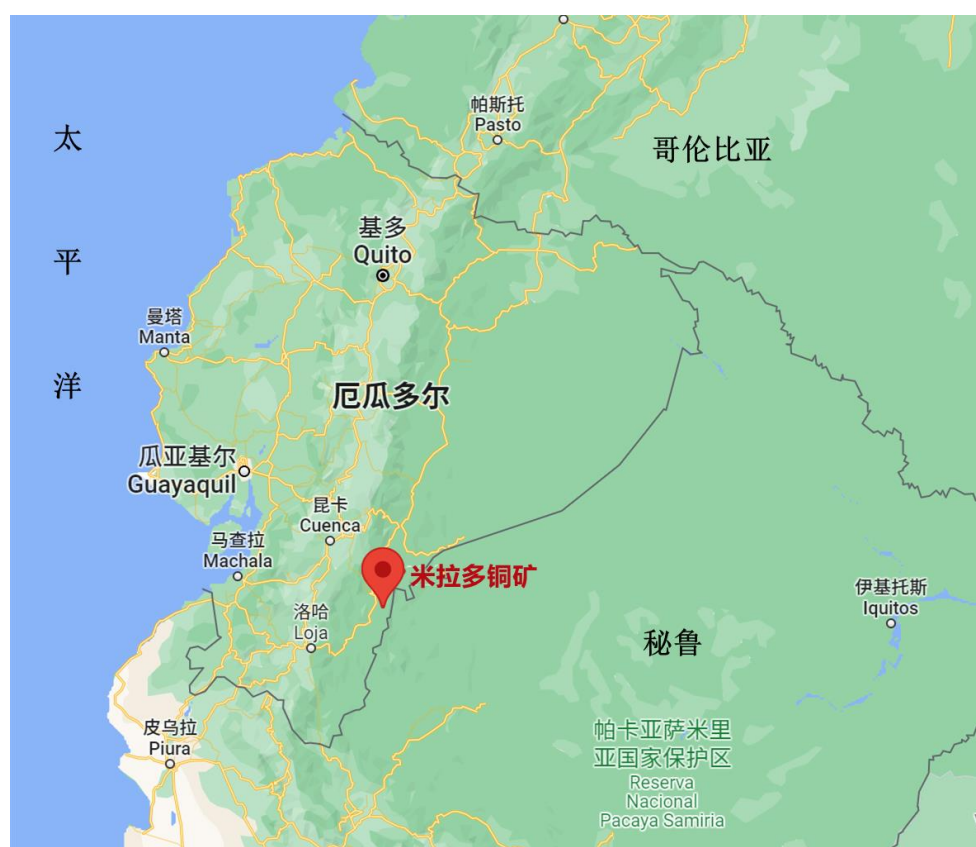 帕斯托
Pasto
太
平
洋
哥伦比亚
基多
Quito
曼塔
Manta
厄瓜多尔
瓜亚基尔
Guayaquil
昆卡
Cuenca
马查拉
Machala
米拉多铜矿
洛哈
Loja
伊基托斯
Iquitos
秘鲁
皮乌拉
Piura
帕卡亚萨米里
亚国家保护区
Reserva
Nacional
Pacaya Samiria